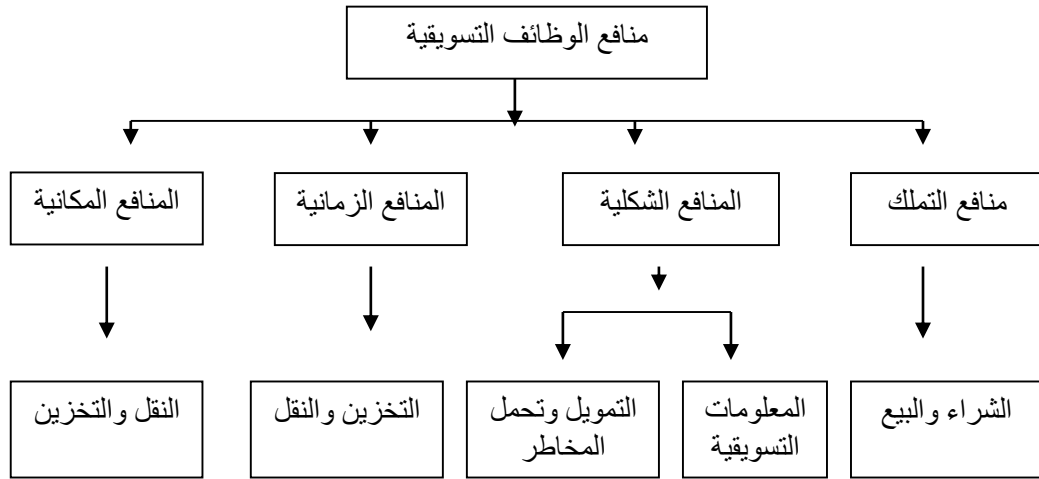 منافع الوظائف التسويقية
منافع التملك
المنافع الشكلية
المنافع الزمانية
المنافع المكانية
الشراء والبيع
المعلومات
التسويقية
التمويل وتحمل
المخاطر
التخزين والنقل
النقل والتخزين